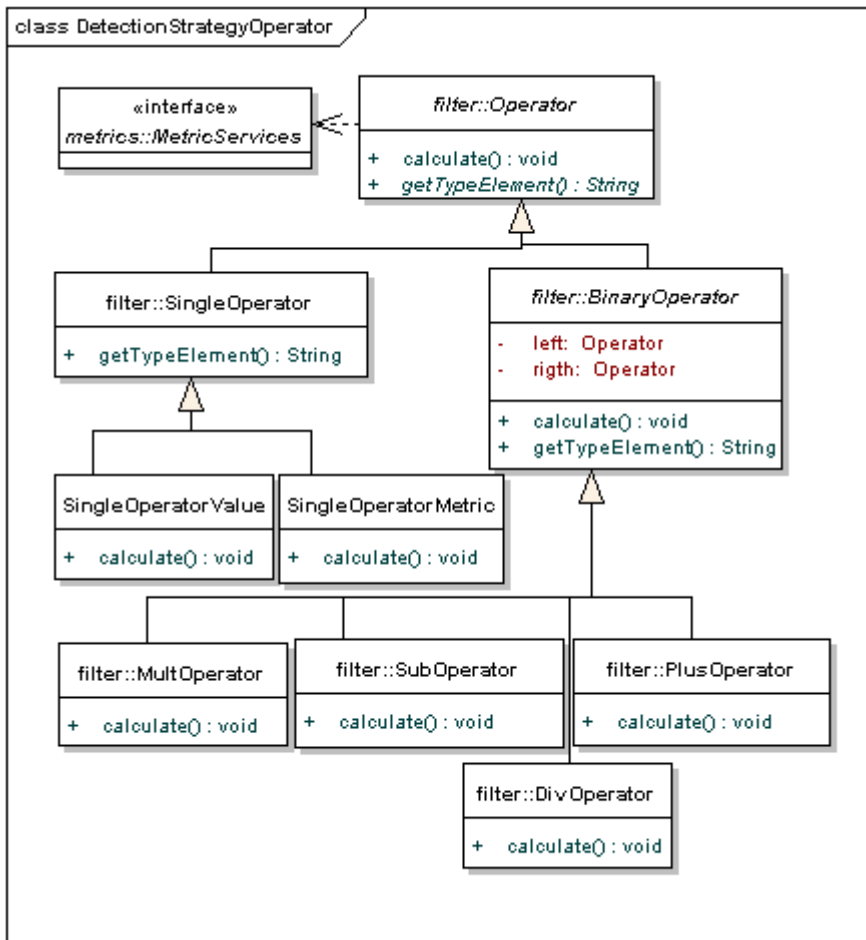 class DetectionStrategyOperator
«interface»
metrics::MetricServices
filter::Operator
+ calculate() : void
+ getTypeElement() : String
filter::SingleOperator
+ getTypeElement() : String
filter::BinaryOperator
- left: Operator
- rigth: Operator
+ calculate() : void
+ getTypeElement() : String
SingleOperatorValue
+ calculate() : void
SingleOperatorMetric
+ calculate() : void
filter::MultOperator
+ calculate() : void
filter::SubOperator
+ calculate() : void
filter::PlusOperator
+ calculate() : void
filter::DivOperator
+ calculate() : void